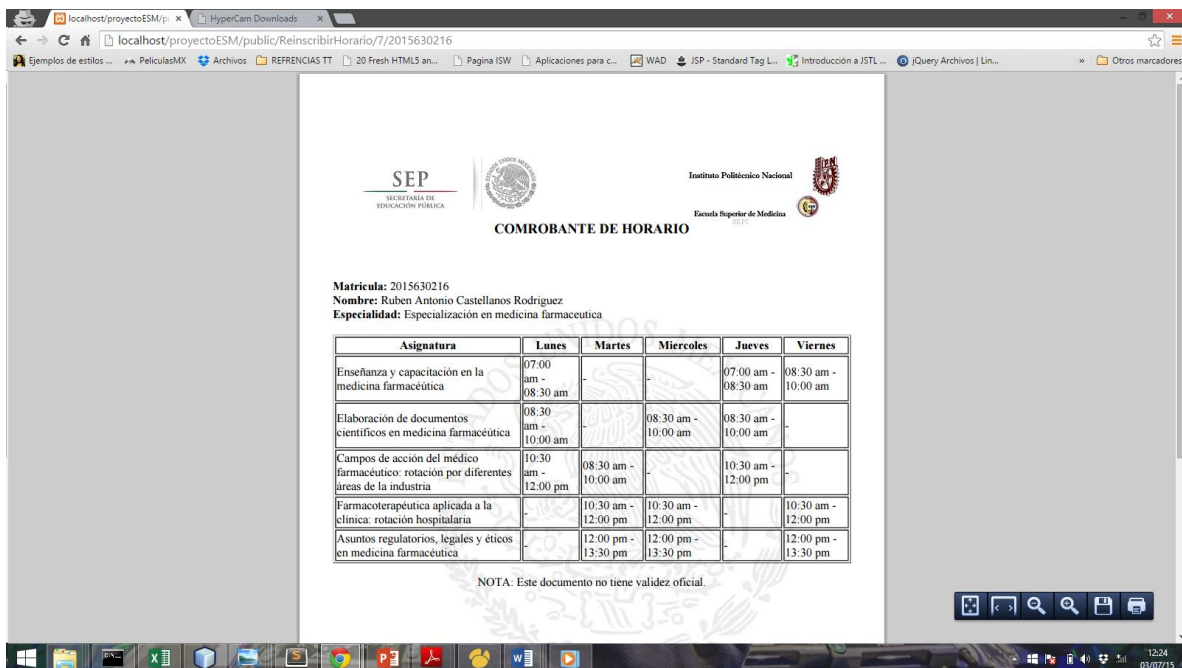 localhost/proyectoESM/p
HyperCam Downloads
localhost/proyectoESM/public/ReinscribirHorario/7/2015630216
Ejemplos de estilos ...
PeliculasMX
Archivos
REFRENCIAS TT
20 Fresh HTML5 an...
Pagina ISW
Aplicaciones para c...
WAD
JSP - Standard Tag L...
Introducción a JSTL ...
jQuery Archivos | Lin...
»
Otros marcadores
SEP
SECRETARÍA DE
EDUCACIÓN PÚBLICA
Instituto Politécnico Nacional
Escuela Superior de Medicina
COMROBANTE DE HORARIO
Matricula: 2015630216
Nombre: Ruben Antonio Castellanos Rodriguez
Especialidad: Especialización en medicina farmaceutica
Asignatura Lunes Martes Miercoles Jueves Viernes
Enseñanza y capacitación en la
medicina farmacéútica
07:00
am -
08:30 am
-
-
07:00 am -
08:30 am
08:30 am -
10:00 am
Elaboración de documentos
científicos en medicina farmacéútica
08:30
am -
10:00 am
-
08:30 am -
10:00 am
08:30 am -
10:00 am
-
Campos de acción del médico
farmacéutico: rotación por diferentes
áreas de la industria
10:30
am -
12:00 pm
08:30 am -
10:00 am
-
10:30 am -
12:00 pm
-
Farmacoterapéutica aplicada a la
clínica: rotación hospitalaria
-
10:30 am -
12:00 pm
10:30 am -
12:00 pm
-
10:30 am -
12:00 pm
Asuntos regulatorios, legales y éticos
en medicina farmacéutica
-
12:00 pm -
13:30 pm
12:00 pm -
13:30 pm
-
12:00 pm -
13:30 pm
NOTA: Este documento no tiene validez oficial.
12:24
03/07/15